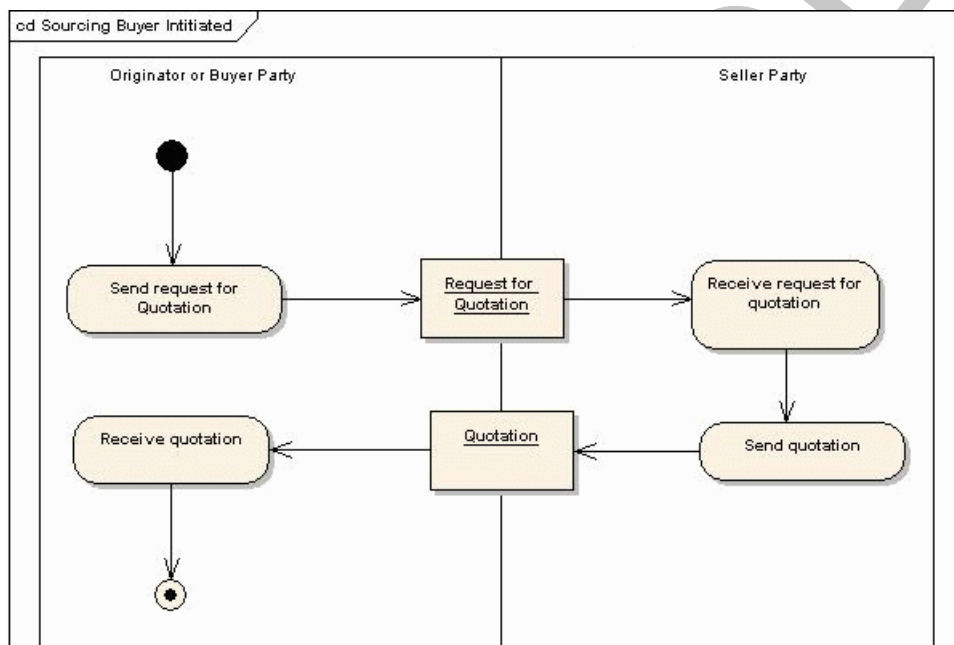 cd Sourcing Buyer Intitiated
Originator or Buyer Party
Seller Party
Send request for
Quotation
Request for
Quotation
Receive request for
quotation
Receive quotation
Quotation
Send quotation